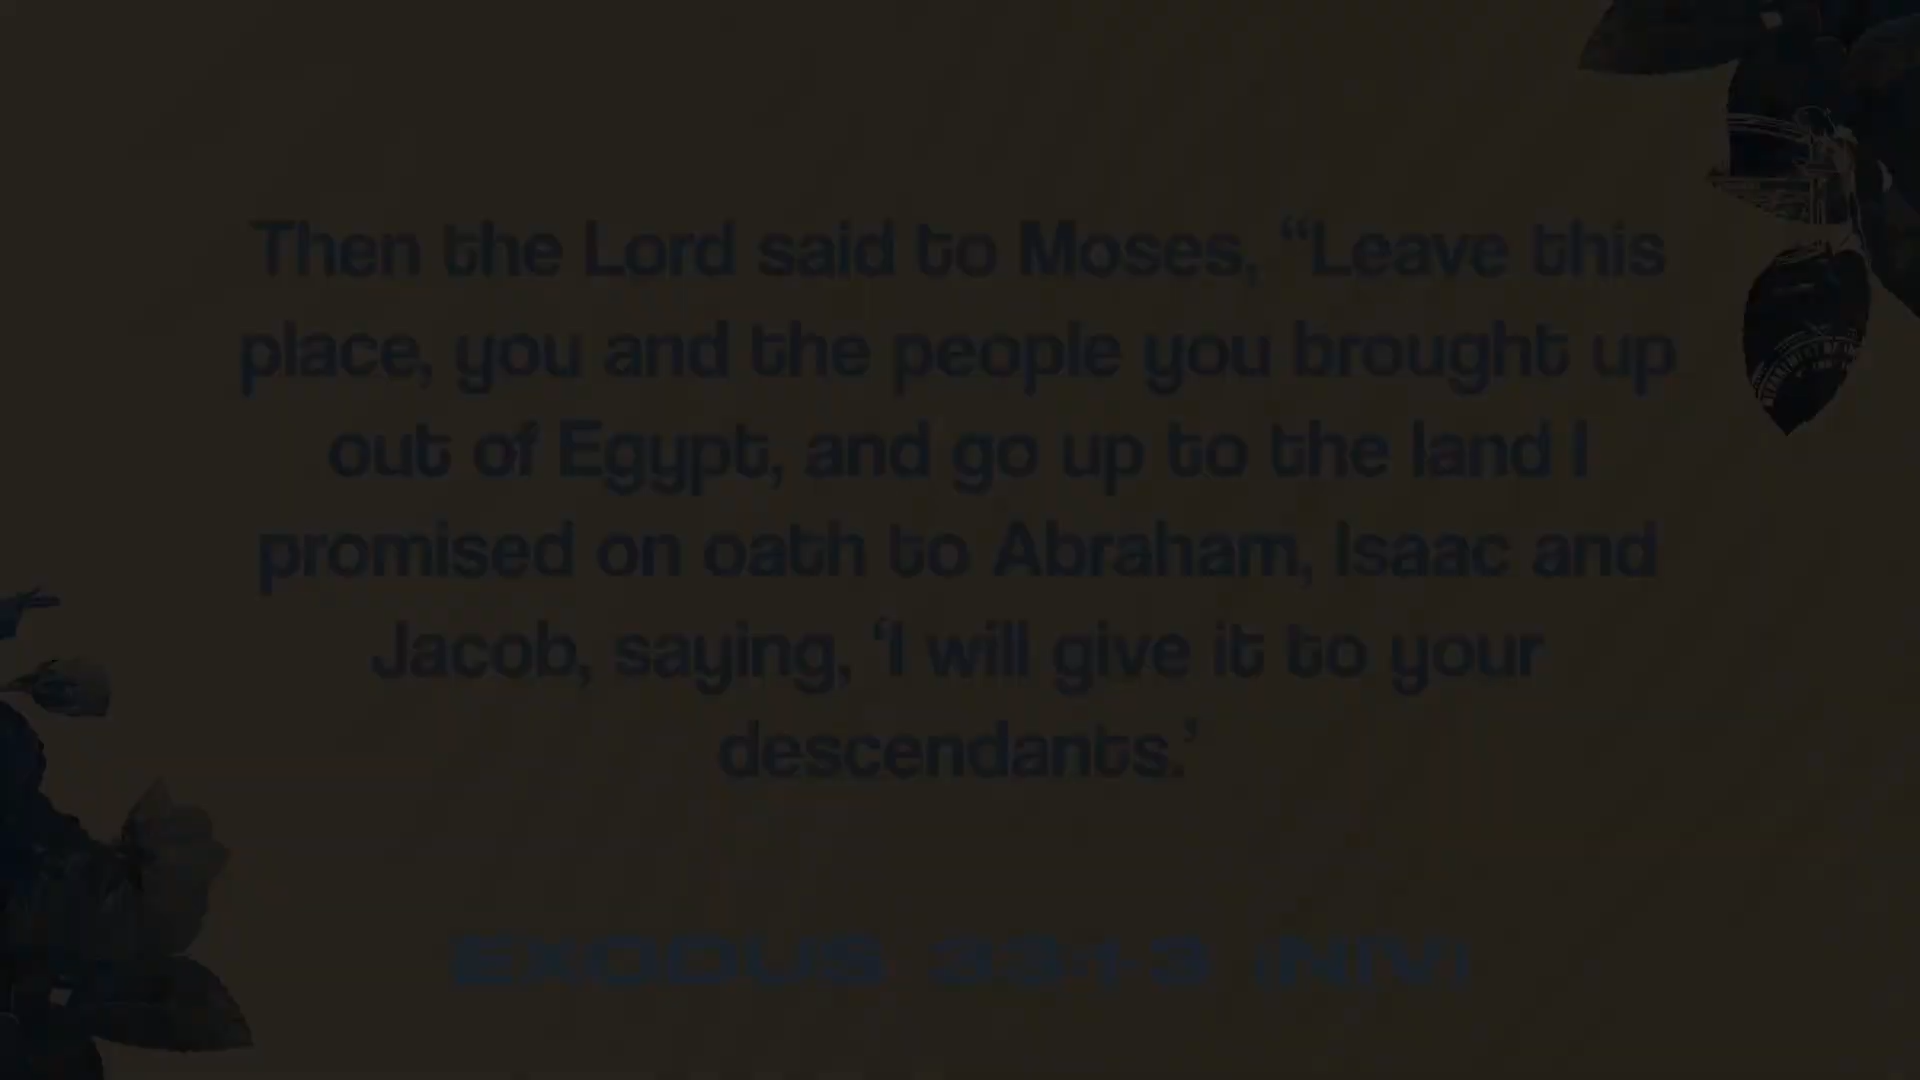 Then the Lord said to Moses, “Leave this
place, you and the people you brought up
out of Egypt, and go up to the land I
promised on oath to Abraham, Isaac and
Jacob, saying, ‘I will give it to your
descendants.’
EXODUS 33:1-3 (NIV)